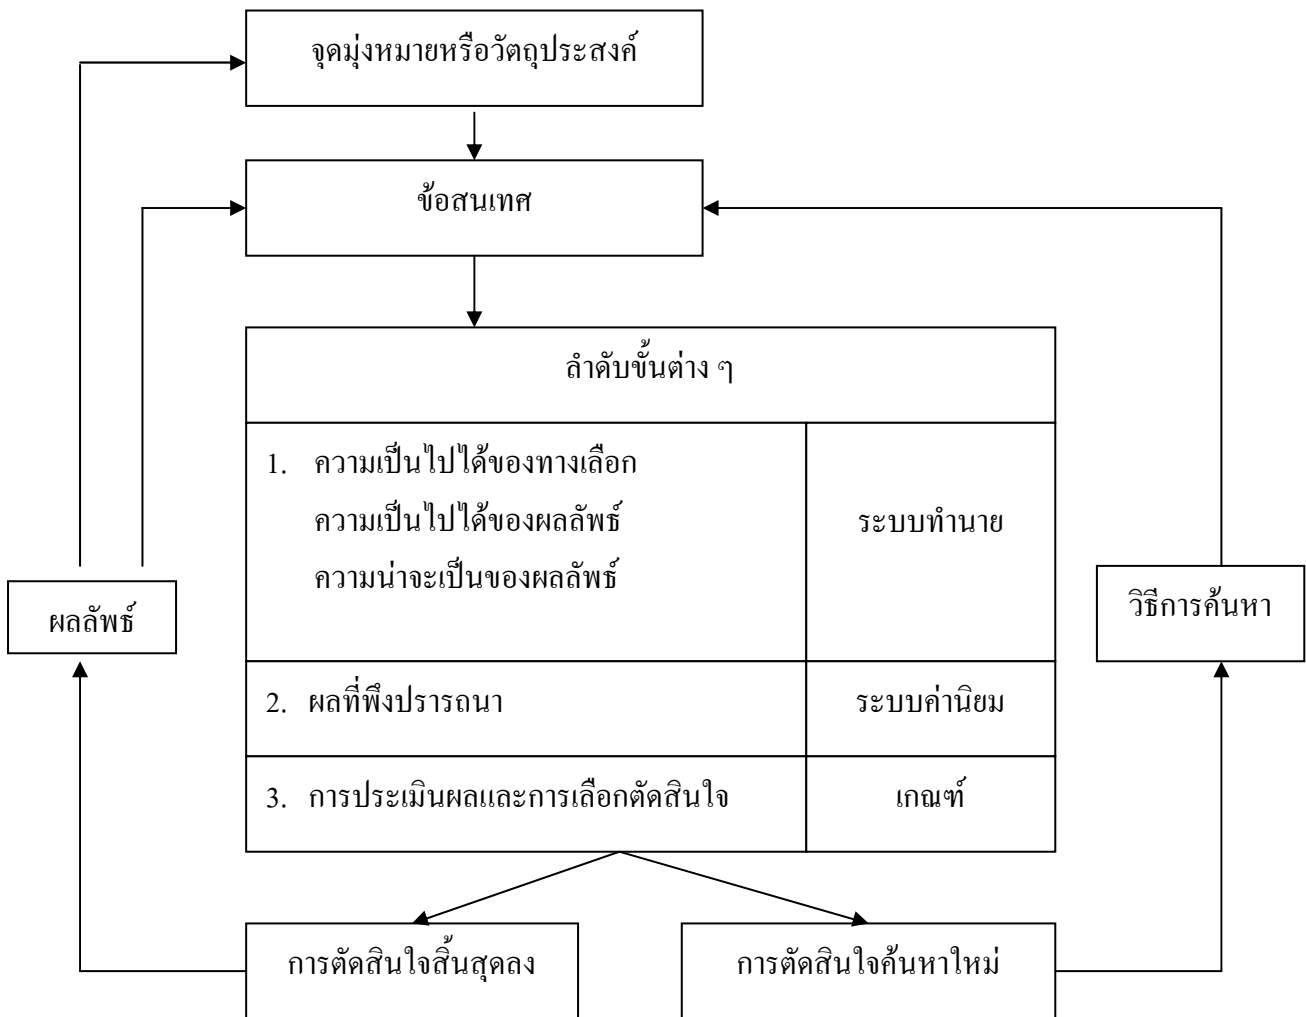 จุดมุ่งหมายหรือวัตถุประสงค์
ข้อสนเทศ
ลำดับขั้นต่าง ๆ
1. ความเป็นไปได้ของทางเลือก
ความเป็นไปได้ของผลลัพธ์
ความน่าจะเป็นของผลลัพธ์
ระบบทำนาย
ผลลัพธ์
วิธีการค้นหา
2. ผลที่พึงปรารถนา
ระบบค่านิยม
3. การประเมินผลและการเลือกตัดสินใจ
เกณฑ์
การตัดสินใจสิ้นสุดลง
การตัดสินใจค้นหาใหม่